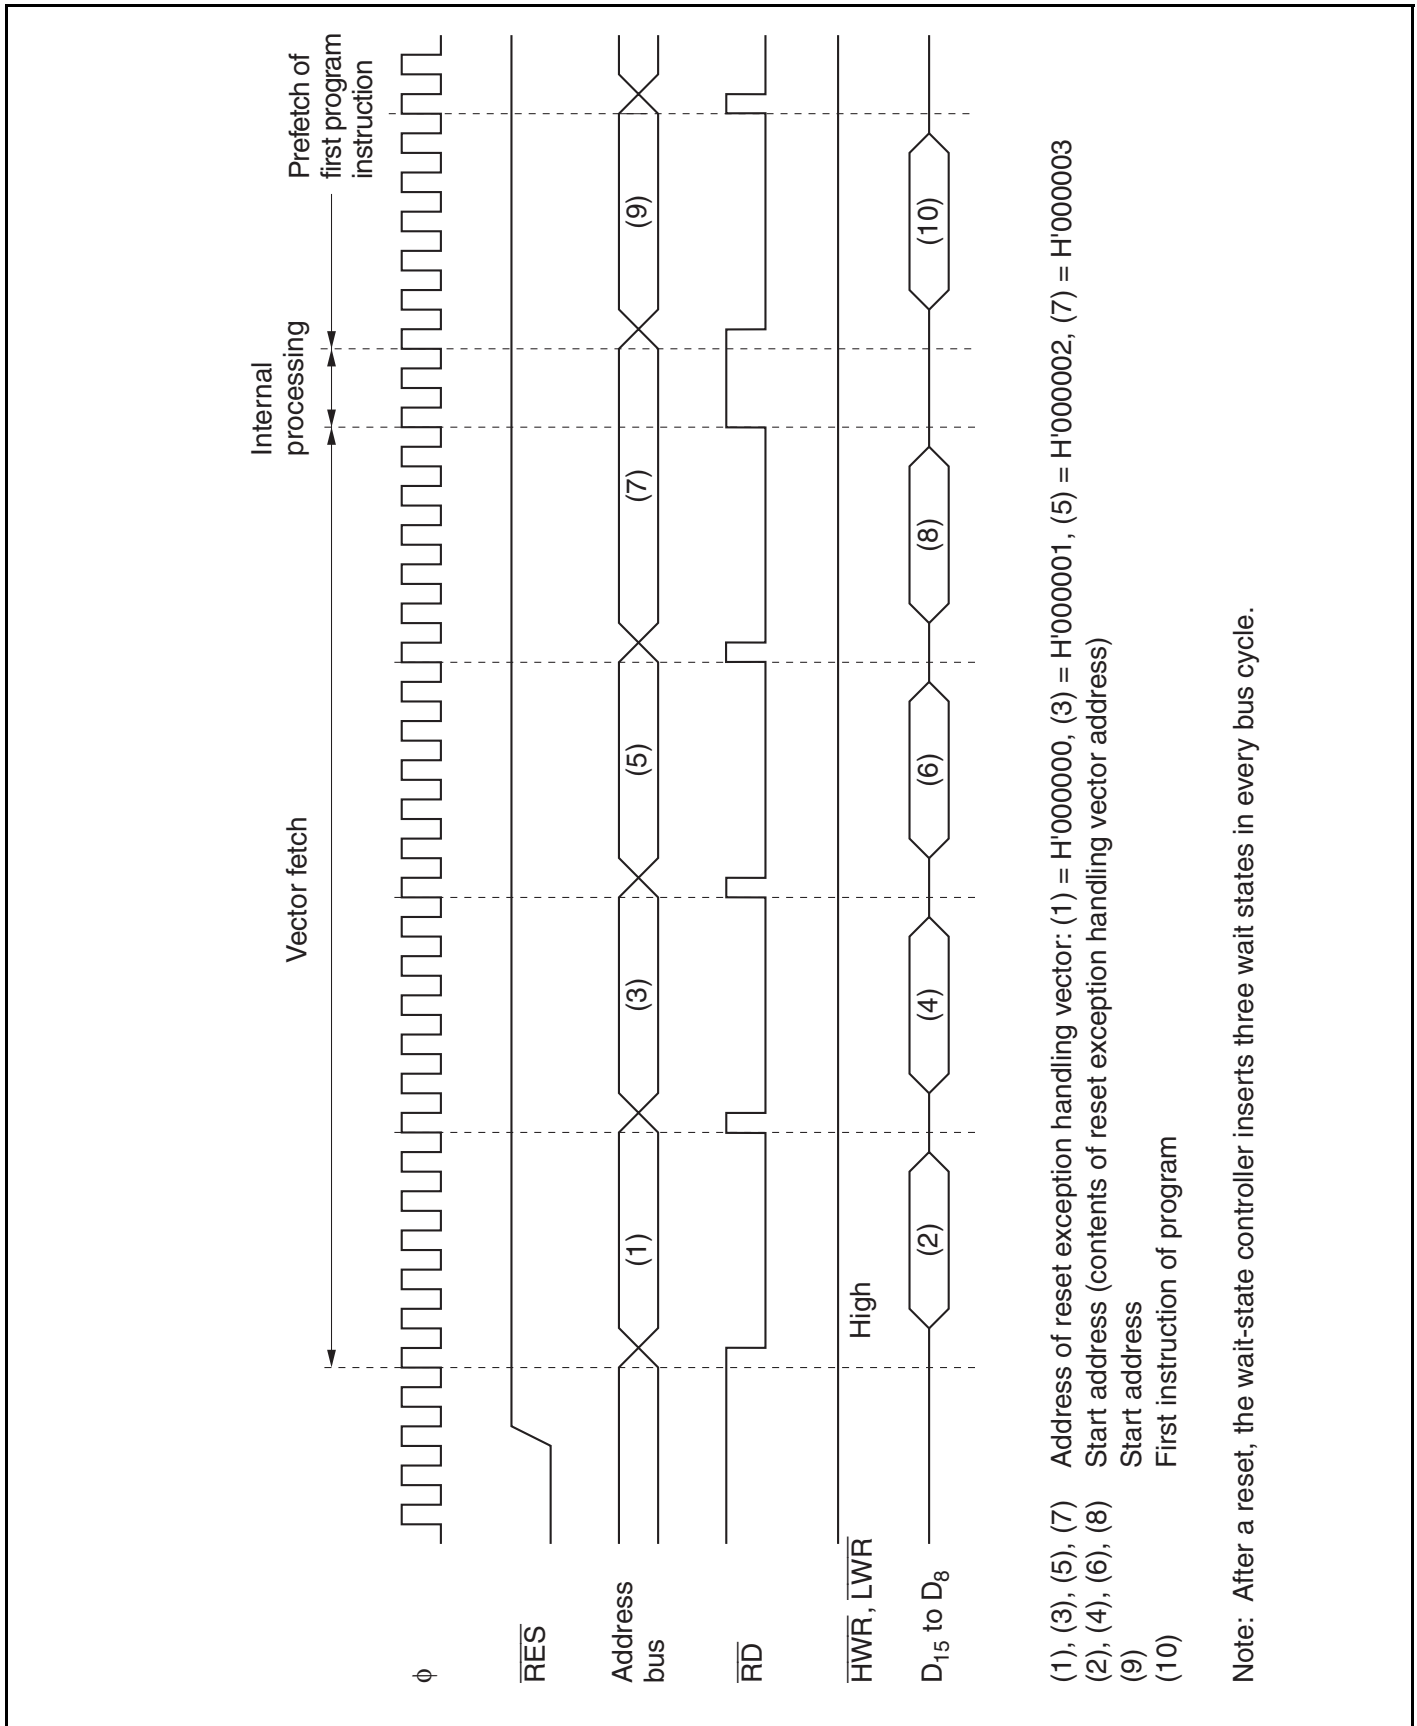 Vector fetch
Internal
processing
Prefetch of
first program
instruction
ϕ
RES
Address
bus
(1)
(3)
(5)
(7)
(9)
RD
HWR, LWR
High
D15 to D8
(2)
(4)
(6)
(8)
(10)
(1), (3), (5), (7) Address of reset exception handling vector: (1) = H'000000, (3) = H'000001, (5) = H'000002, (7) = H'000003
(2), (4), (6), (8) Start address (contents of reset exception handling vector address)
(9) Start address
(10) First instruction of program
Note: After a reset, the wait-state controller inserts three wait states in every bus cycle.